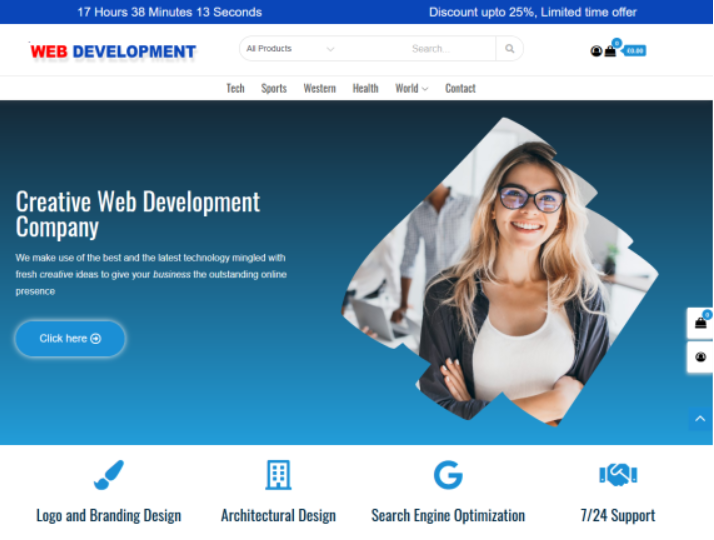 17 Hours 38 Minutes 13 Seconds
Discount upto 25%, Limited time offer
WEB DEVELOPMENT
All Products
Search...
0
£0.00
Tech Sports Western Health World Contact
Creative Web Development
Company
We make use of the best and the latest technology mingled with
fresh creative ideas to give your business the outstanding online
presence
Click here
0
Logo and Branding Design
Architectural Design
Search Engine Optimization
7/24 Support